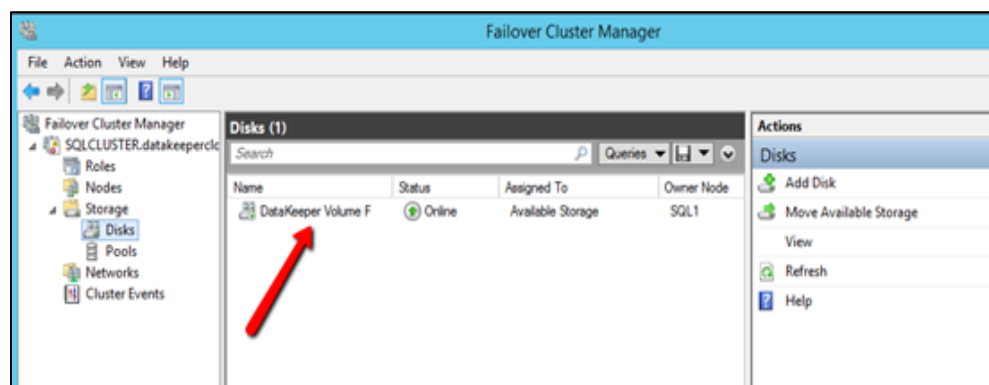 Failover Cluster Manager
File Action View Help
Failover Cluster Manager
SQLCLUSTER.datakeeperclc
Roles
Nodes
Storage
Disks
Pools
Networks
Cluster Events
Disks (1)
Search
Queries
Name Status Assigned To Owner Node
DataKeeper Volume F Online Available Storage SQL1
Actions
Disks
Add Disk
Move Available Storage
View
Refresh
Help